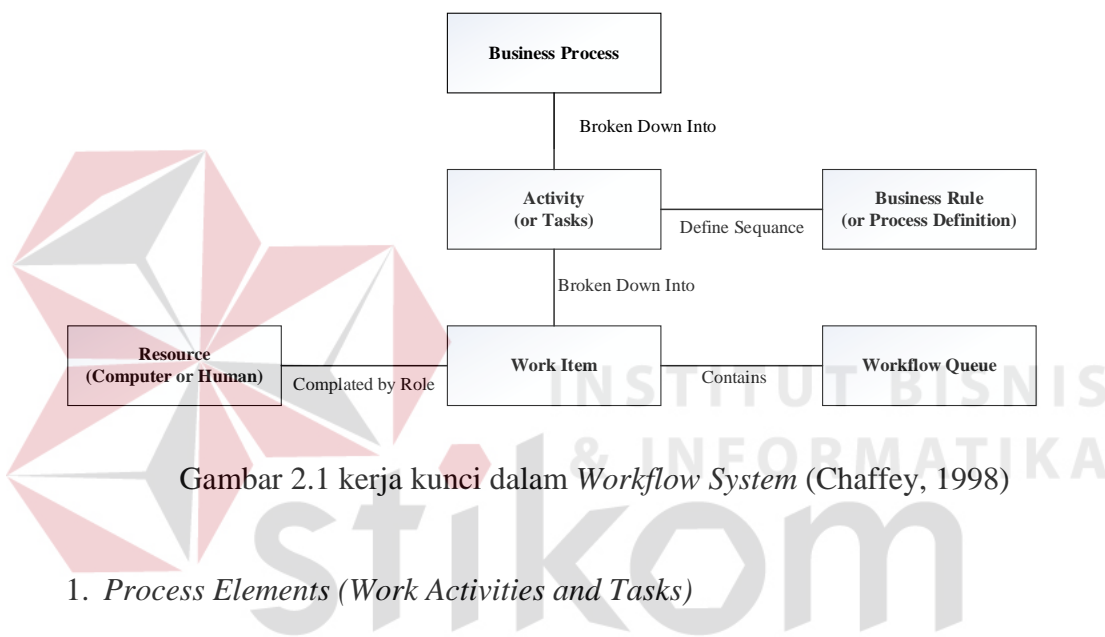 Business Process
Broken Down Into
Activity
(or Tasks)
Define Sequance
Business Rule
(or Process Definition)
Broken Down Into
Resource
(Computer or Human)
Complated by Role
Work Item
Contains
Workflow Queue
INSTITUT BISNIS
& INFORMATIKA
Gambar 2.1 kerja kunci dalam Workflow System (Chaffey, 1998)
stikom
1. Process Elements (Work Activities and Tasks)